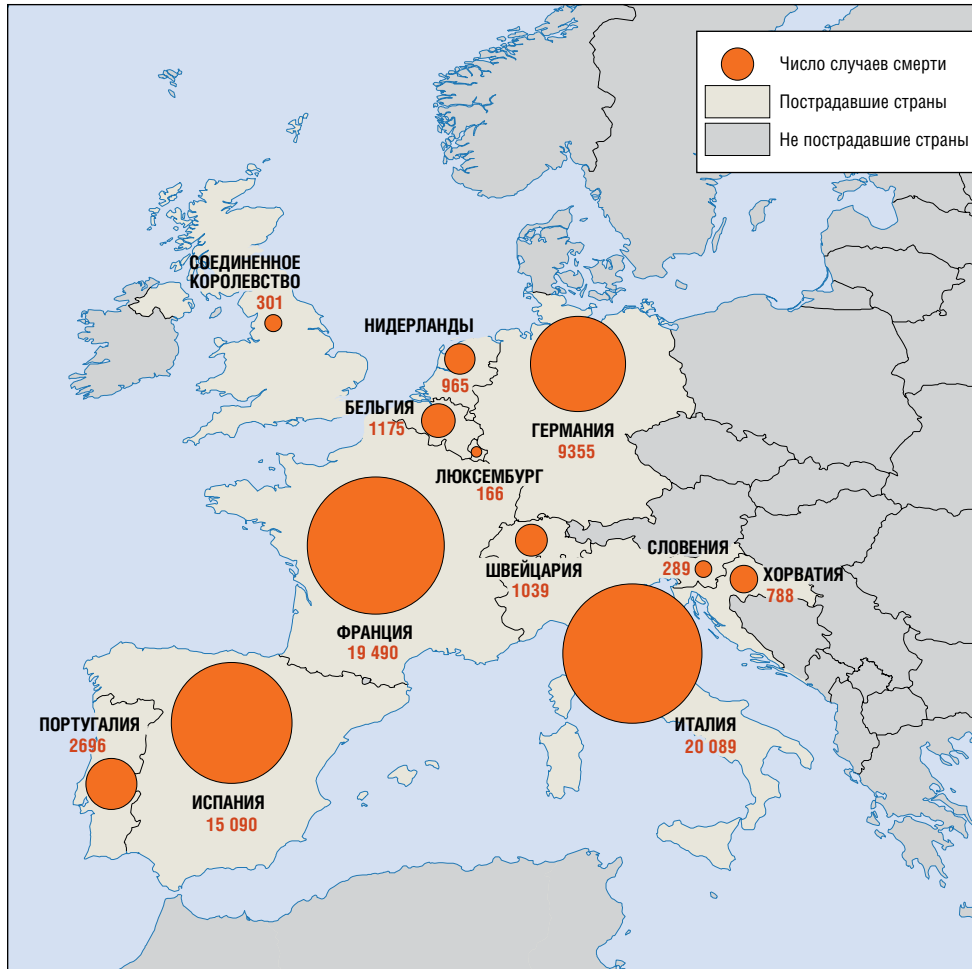 Число случаев смерти
Пострадавшие страны
Не пострадавшие страны
СОЕДИНЕННОЕ
КОРОЛЕВСТВО
301
НИДЕРЛАНДЫ
965
БЕЛЬГИЯ
1175
ГЕРМАНИЯ
9355
ЛЮКСЕМБУРГ
166
ШВЕЙЦАРИЯ
1039
СЛОВЕНИЯ
289
ХОРВАТИЯ
788
ФРАНЦИЯ
19 490
ПОРТУГАЛИЯ
2696
ИТАЛИЯ
20 089
ИСПАНИЯ
15 090